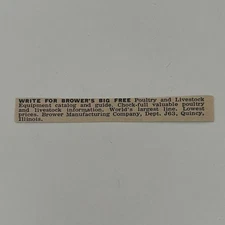 WRITE FOR BROWER'S BIG FREE Poultry and Livestock
Equipment catalog and guide. Chock-full valuable poultry
and livestock information. World's largest line. Lowest
prices. Brower Manufacturing Company, Dept. J65, Quincy,
Illinois.